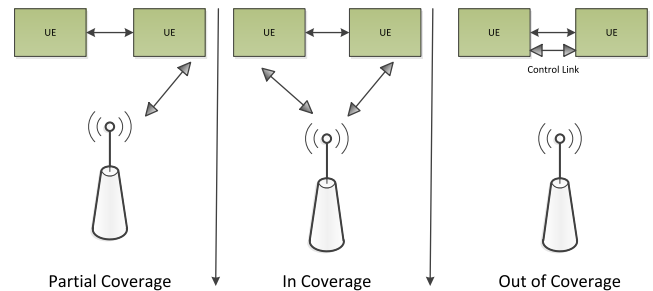 UE
UE
UE
UE
UE
UE
Control Link
Partial Coverage
In Coverage
Out of Coverage